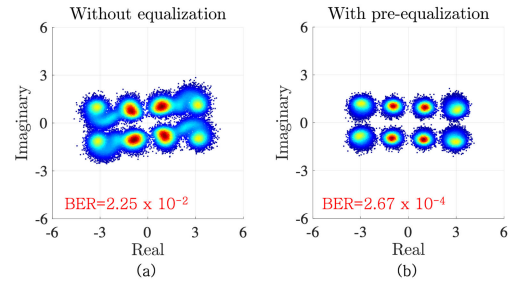 Without equalization
6
3
0
-3
-6
Imaginary
BER=2.25 x 10⁻²
-6 -3 0 3 6
Real
(a)
With pre-equalization
6
3
0
-3
-6
Imaginary
BER=2.67 x 10⁻⁴
-6 -3 0 3 6
Real
(b)